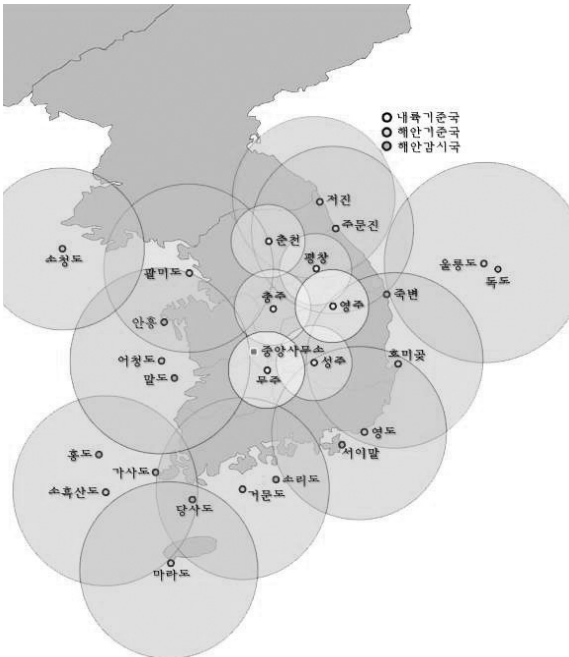 내륙기준국
해안기준국
해안감시국
저진
주문진
춘천
평창
소청도
팔미도
울릉도
독도
충주
영주
죽변
안흥
중앙사무소
어청도
성주
호미곶
말도
무주
영도
서이말
홍도
가사도
소리도
소흑산도
거문도
당사도
마라도